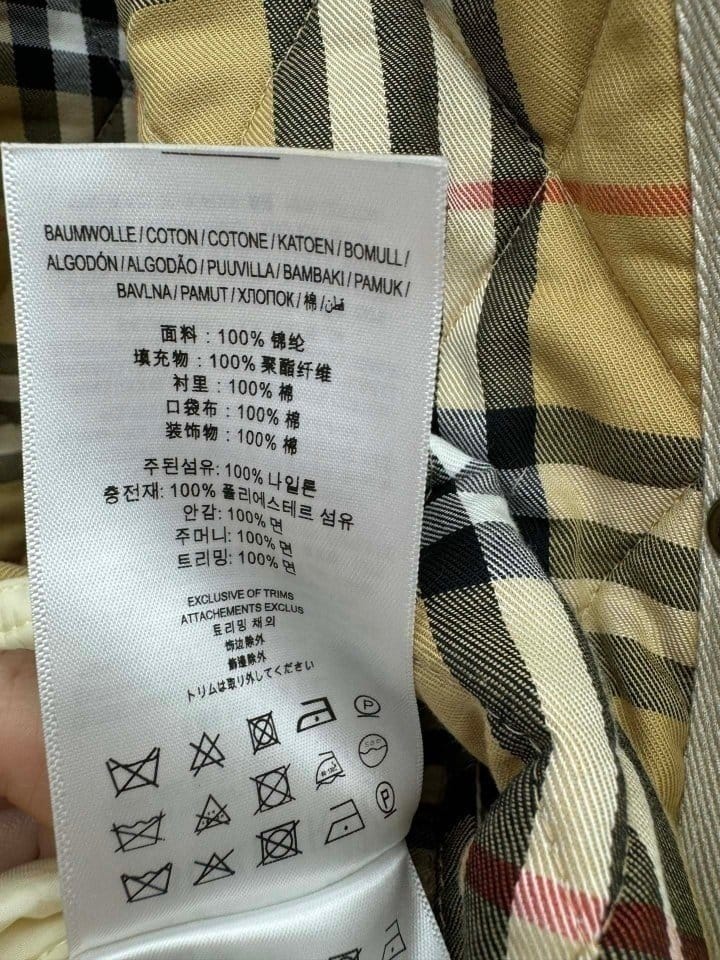 BAUMWOLLE / COTON / COTONE / KATOEN / BOMULL /
ALGODÓN / ALGODÃO / PUUVILLA / BAMBAKI / PAMUK /
BAVLNA / PAMUT / ХЛОПОК / 棉 / قطن
面料：100% 锦纶
填充物：100% 聚酯纤维
衬里：100% 棉
口袋布：100% 棉
装饰物：100% 棉
주된섬유: 100% 나일론
충전재: 100% 폴리에스테르 섬유
안감: 100% 면
주머니: 100% 면
트리밍: 100% 면
EXCLUSIVE OF TRIMS
ATTACHEMENTS EXCLUS
트리밍 채외
饰边除外
飾邊除外
トリムは取り外してください
P
P